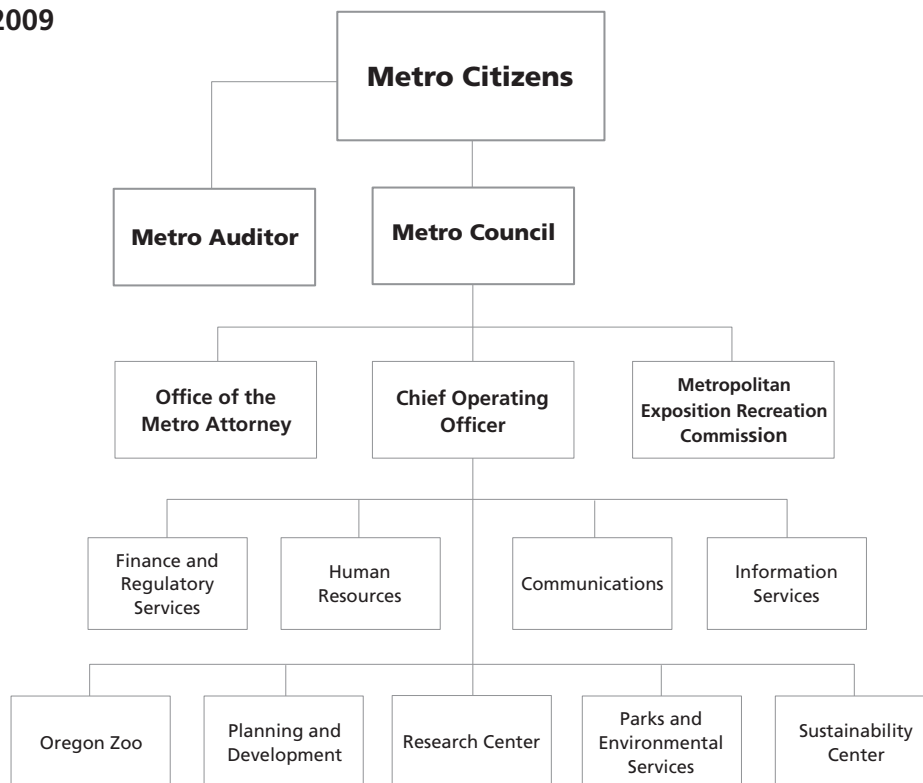 2009
Metro Citizens
Metro Auditor
Metro Council
Office of the
Metro Attorney
Chief Operating
Officer
Metropolitan
Exposition Recreation
Commission
Finance and
Regulatory
Services
Human
Resources
Communications
Information
Services
Oregon Zoo
Planning and
Development
Research Center
Parks and
Environmental
Services
Sustainability
Center